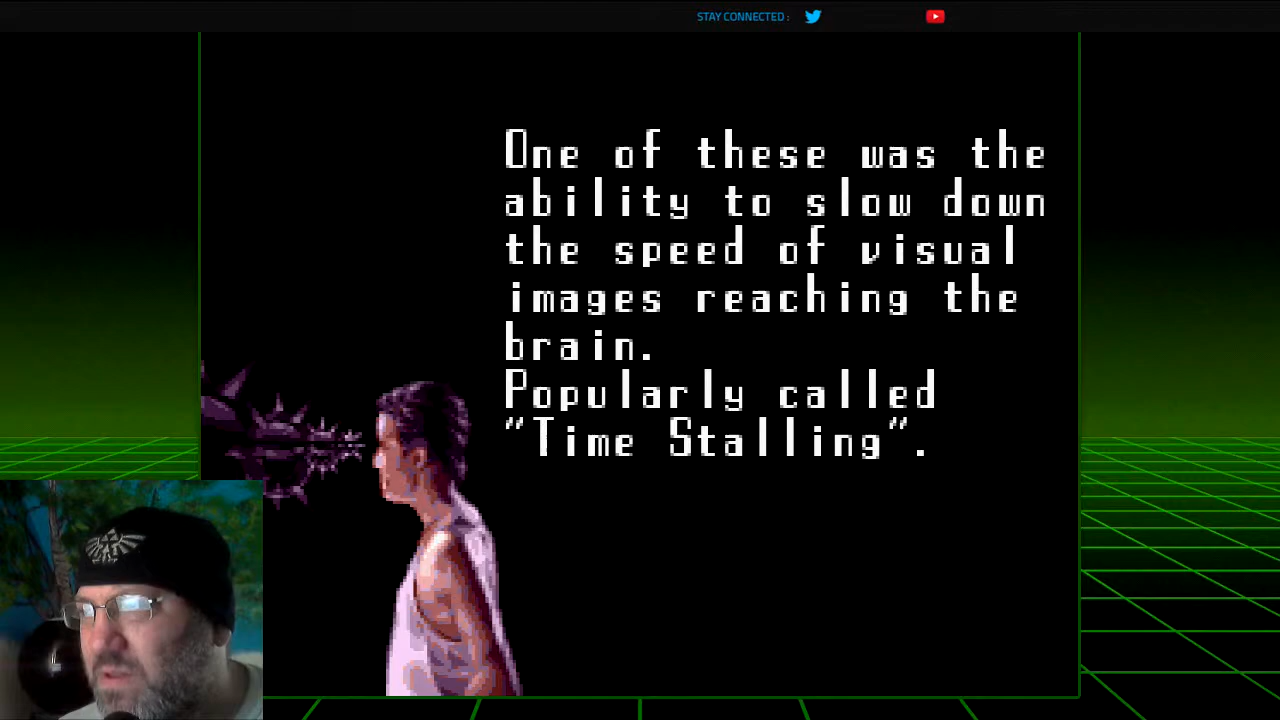 STAY CONNECTED :
One of these was the
ability to slow down
the speed of visual
images reaching the
brain.
Popularly called
"Time Stalling".